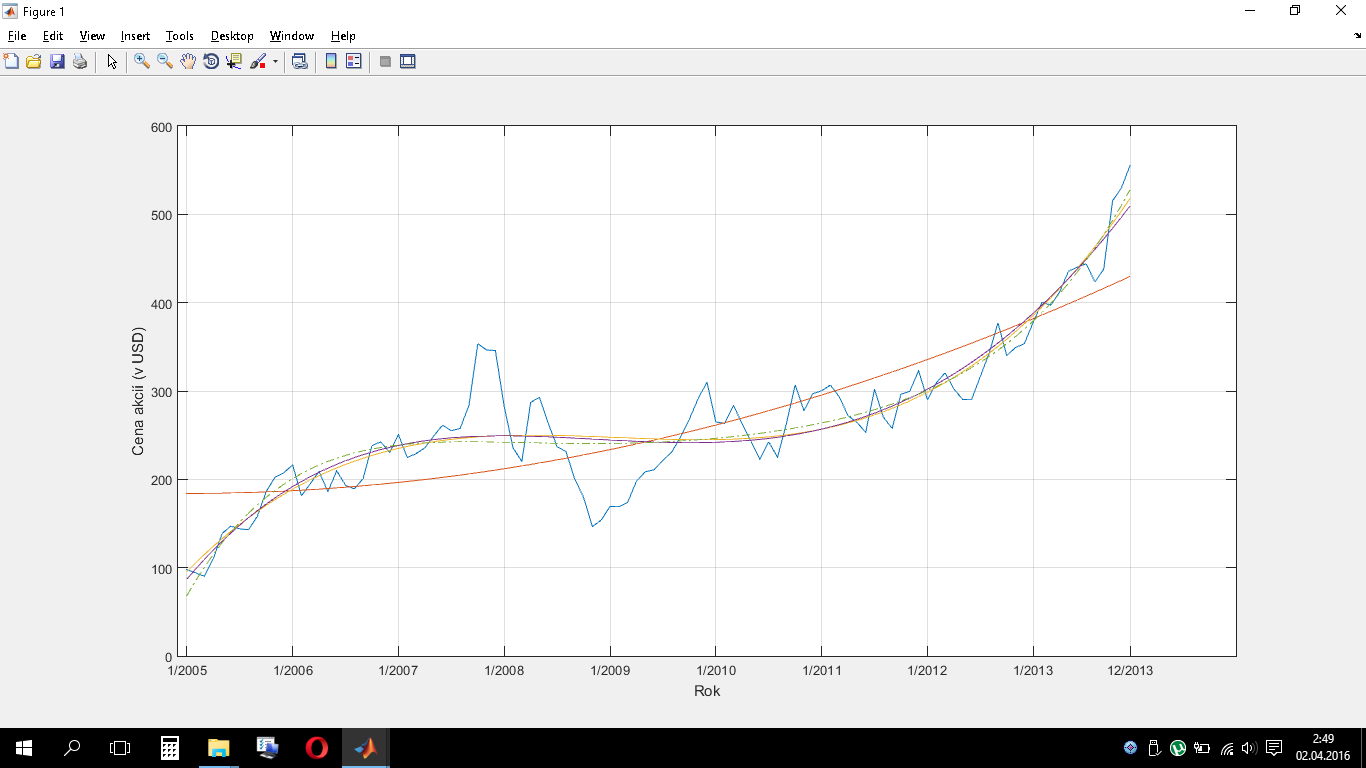 Figure 1
File Edit View Insert Tools Desktop Window Help
600
500
400
300
200
100
0
Cena akcií (v USD)
1/2005 1/2006 1/2007 1/2008 1/2009 1/2010 1/2011 1/2012 1/2013 12/2013
Rok
2:49
02.04.2016